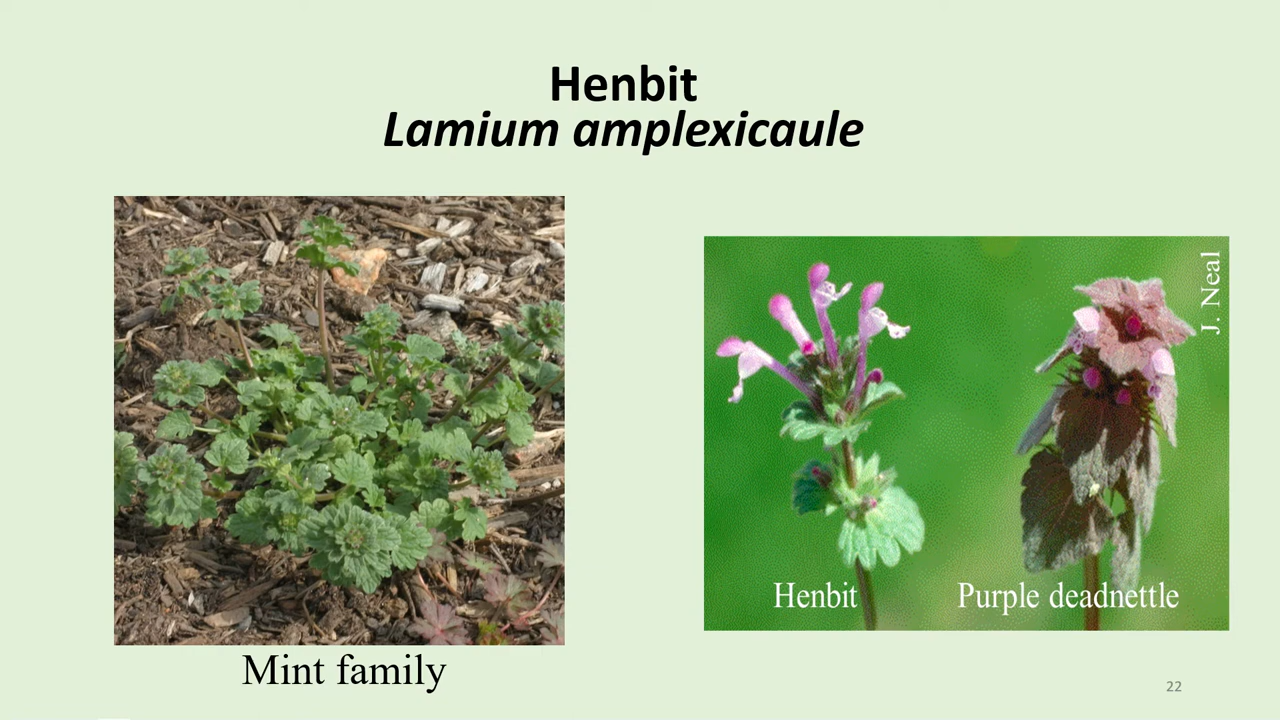 Henbit
Lamium amplexicaule
J. Neal
Henbit
Purple deadnettle
Mint family
22